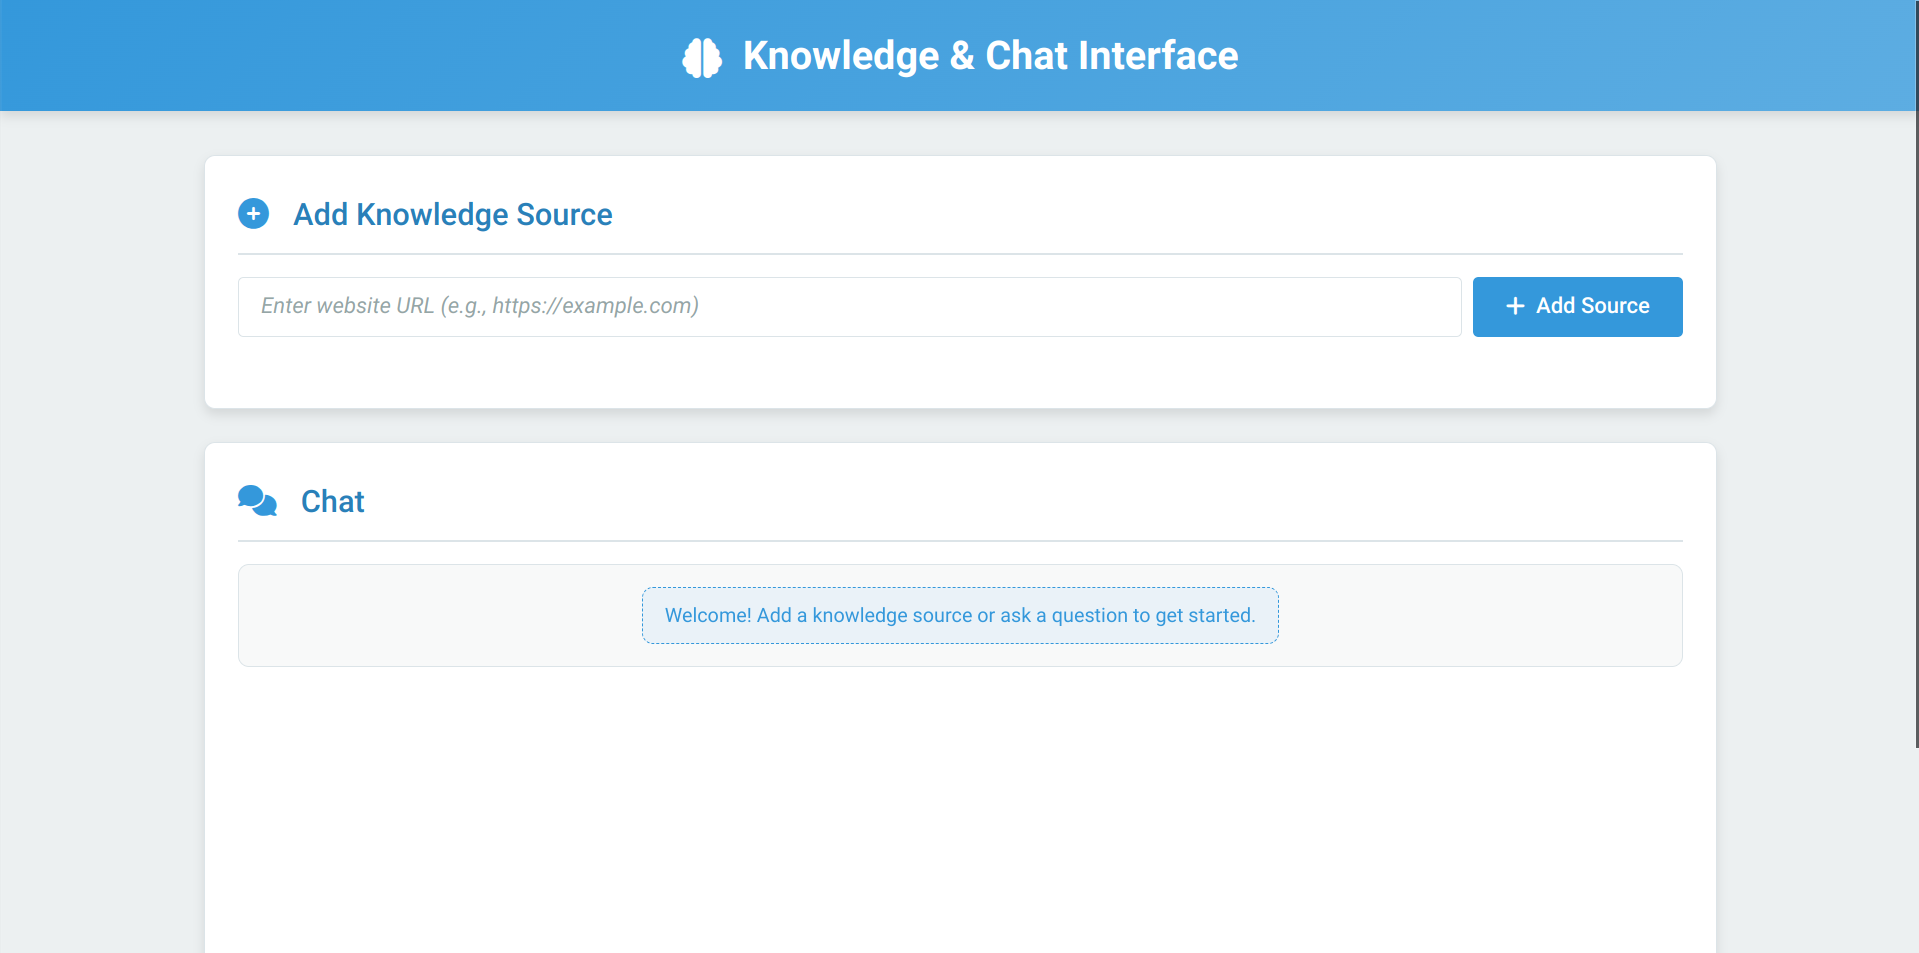 Knowledge & Chat Interface
Add Knowledge Source
Enter website URL (e.g., https://example.com)
Add Source
Chat
Welcome! Add a knowledge source or ask a question to get started.